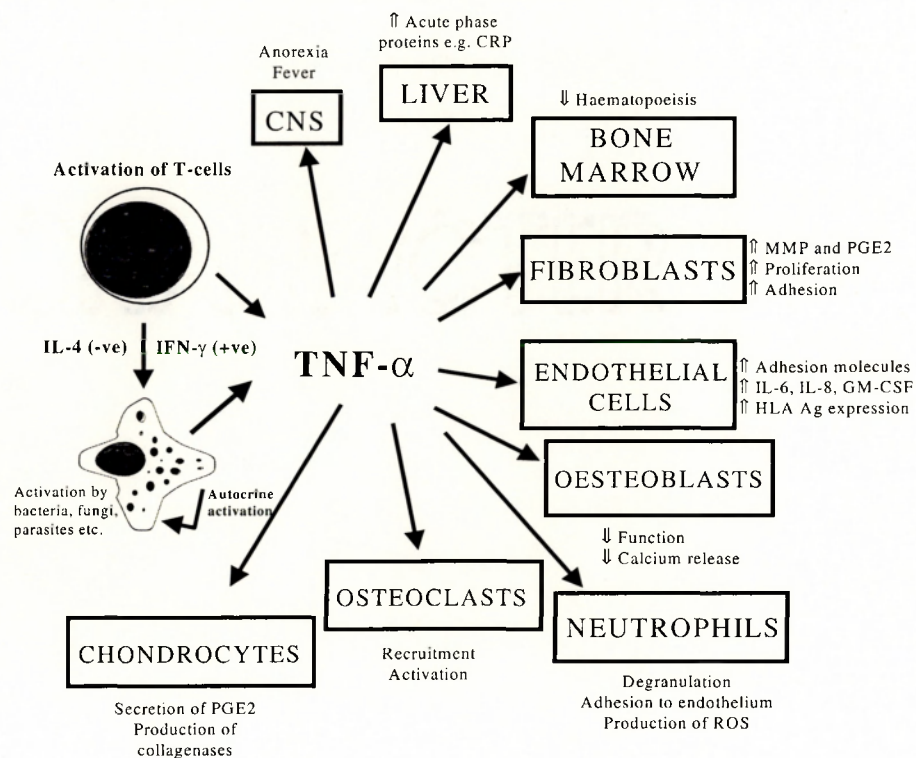 ⇑ Acute phase
proteins e.g. CRP
LIVER
Anorexia
Fever
CNS
⇓ Haematopoeisis
BONE
MARROW
Activation of T-cells
FIBROBLASTS
⇑ MMP and PGE2
⇑ Proliferation
⇑ Adhesion
IL-4 (-ve) IFN-γ (+ve)
TNF-α
ENDOTHELIAL
CELLS
⇑ Adhesion molecules
⇑ IL-6, IL-8, GM-CSF
⇑ HLA Ag expression
OESTEOBLASTS
⇓ Function
⇓ Calcium release
Activation by
bacteria, fungi,
parasites etc.
Autocrine
activation
OSTEOCLASTS
Recruitment
Activation
NEUTROPHILS
Degranulation
Adhesion to endothelium
Production of ROS
CHONDROCYTES
Secretion of PGE2
Production of
collagenases